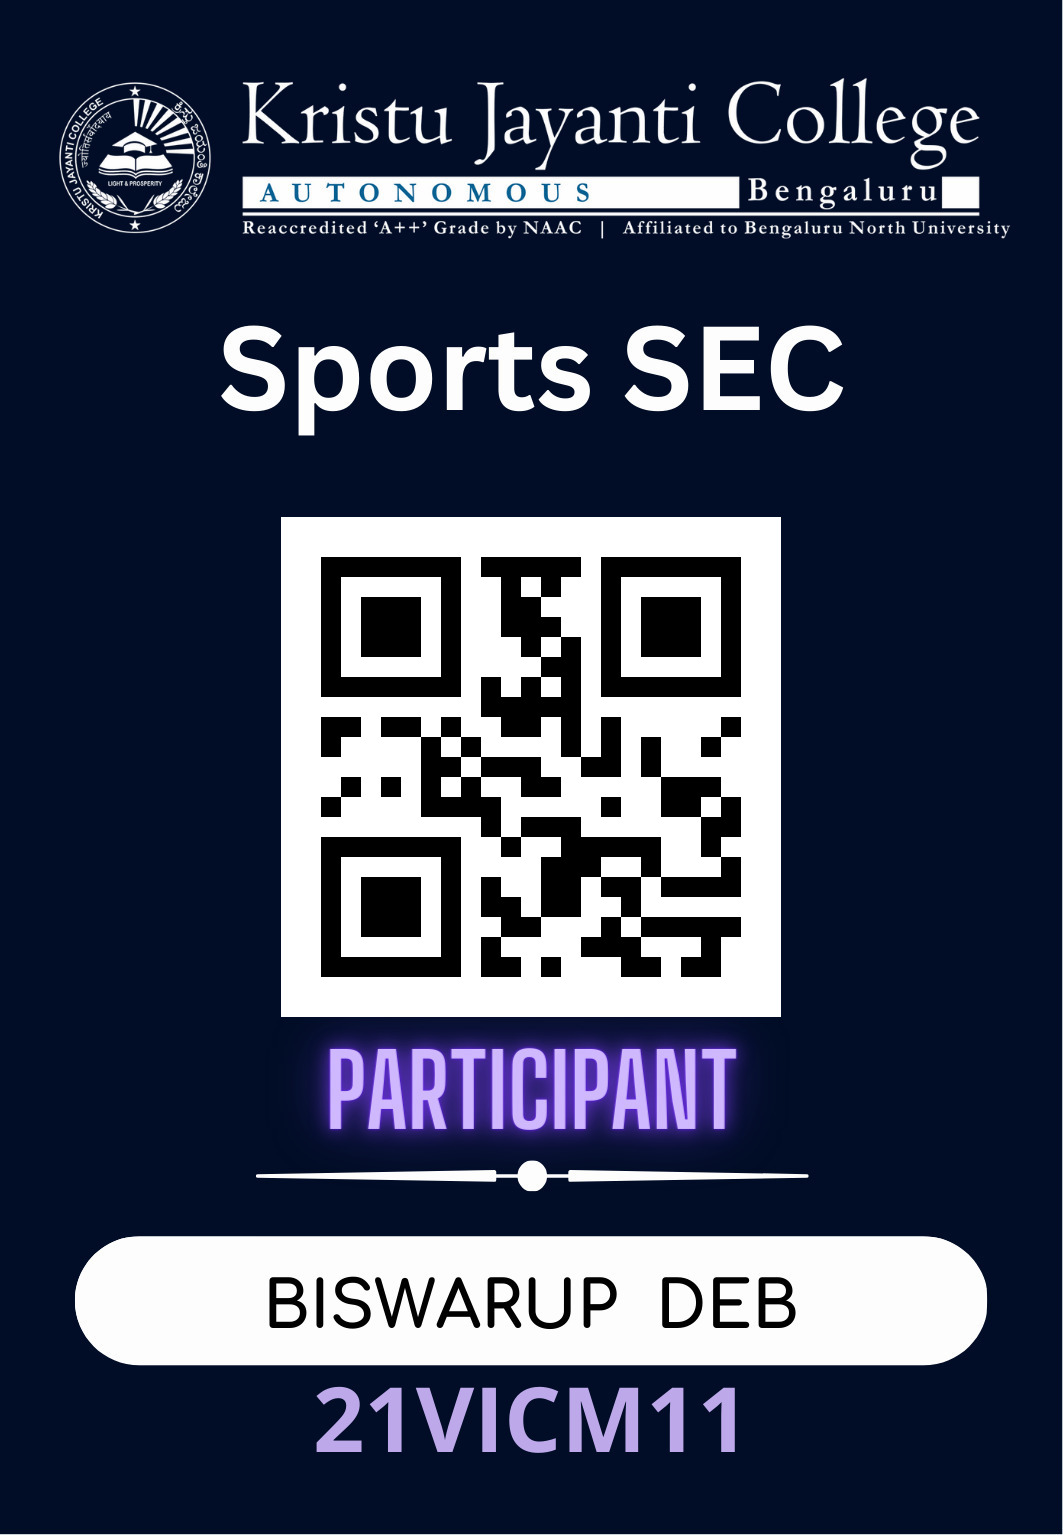 KRISTU JAYANTI COLLEGE
ಕ್ರಿಸ್ತು ಜಯಂತಿ ಕಾಲೇಜು
LIGHT & PROSPERITY
Kristu Jayanti College
AUTONOMOUS Bengaluru
Reaccredited ‘A++’ Grade by NAAC | Affiliated to Bengaluru North University
Sports SEC
PARTICIPANT
BISWARUP DEB
21VICM11